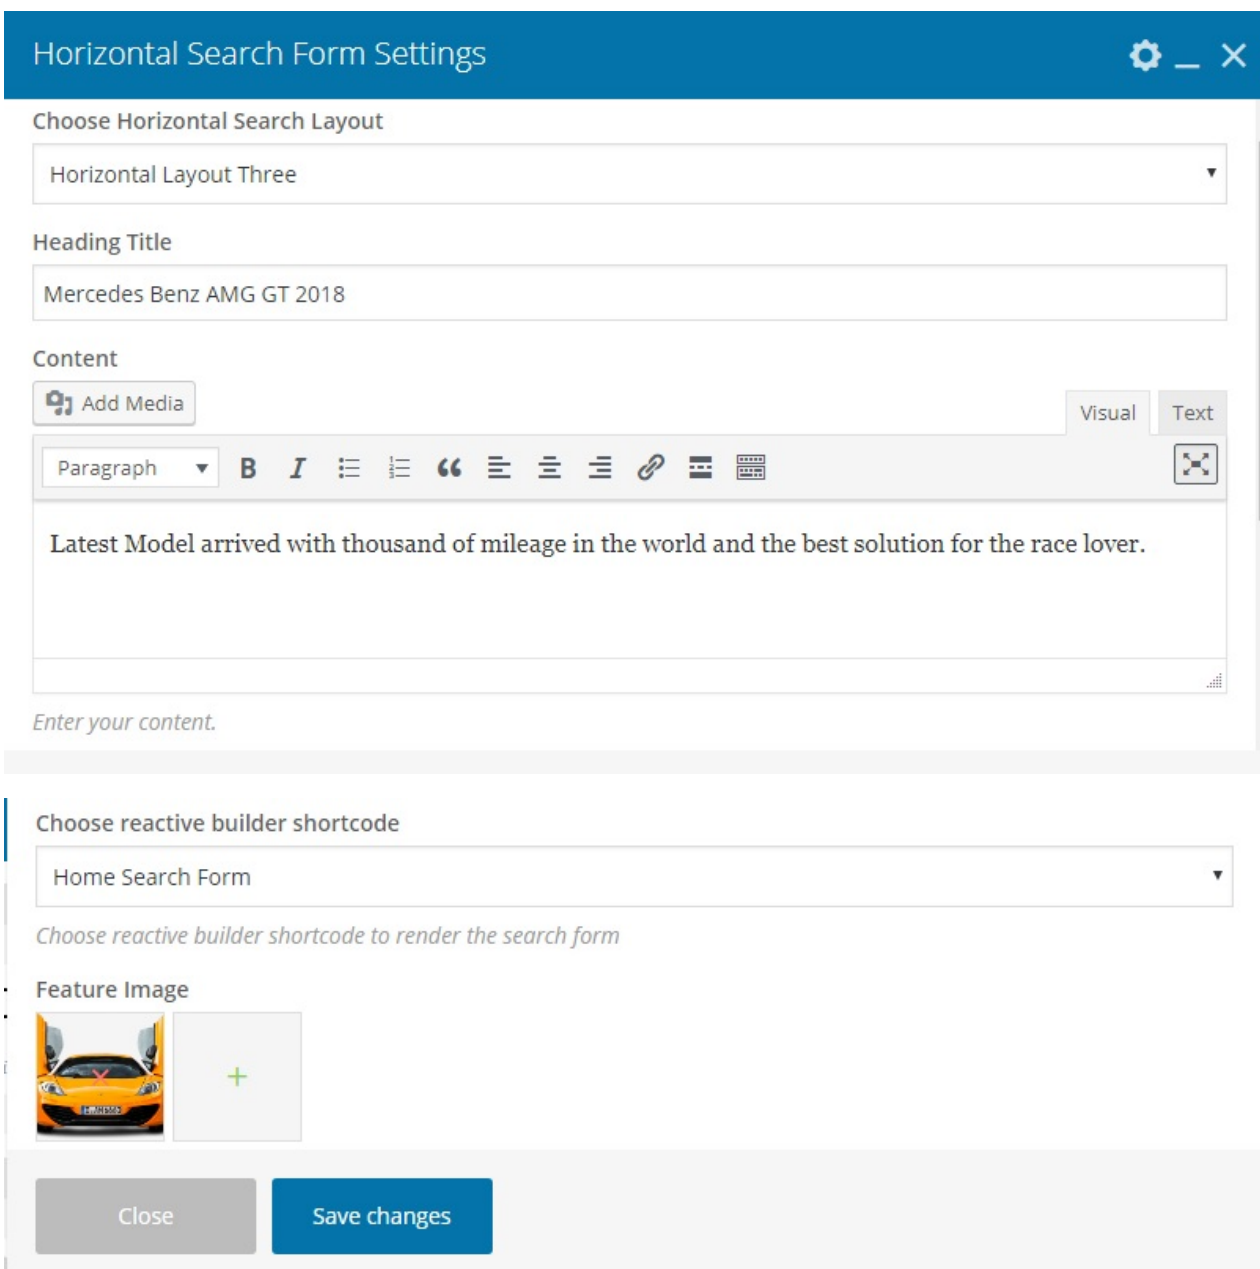 Horizontal Search Form Settings
Choose Horizontal Search Layout
Horizontal Layout Three
Heading Title
Mercedes Benz AMG GT 2018
Content
Add Media
Visual Text
Paragraph
Latest Model arrived with thousand of mileage in the world and the best solution for the race lover.
Enter your content.
Choose reactive builder shortcode
Home Search Form
Choose reactive builder shortcode to render the search form
Feature Image
Close Save changes